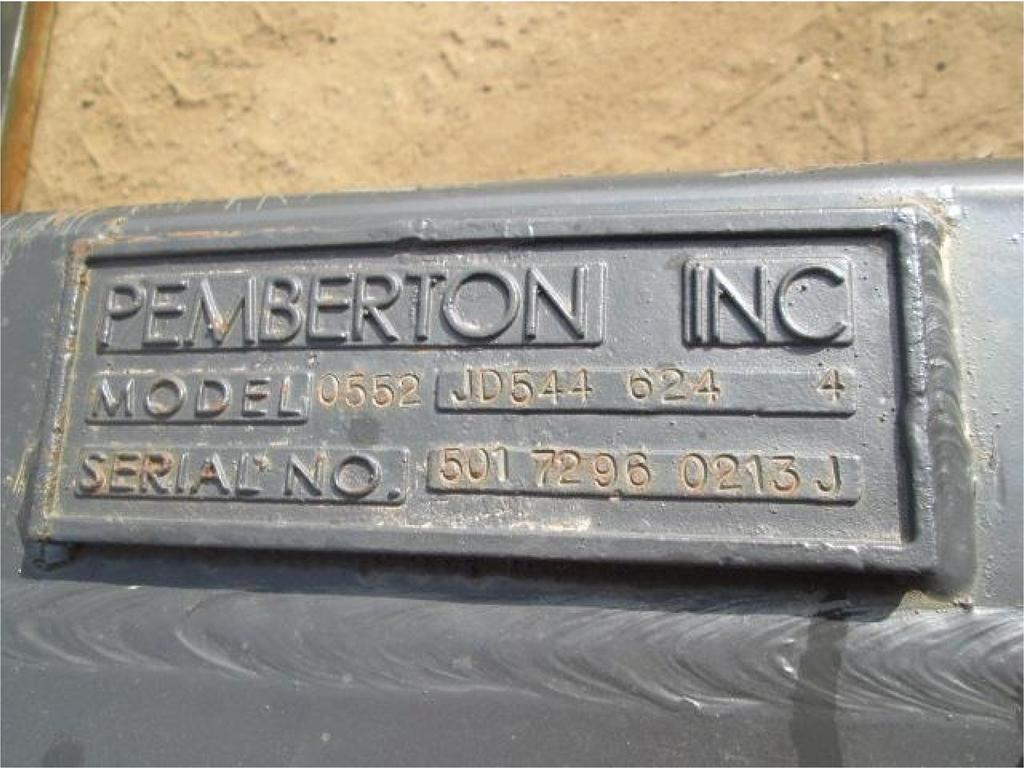 PEMBERTON INC
MODEL 0552 JD544 624 4
SERIAL NO. 501 7296 0213 J